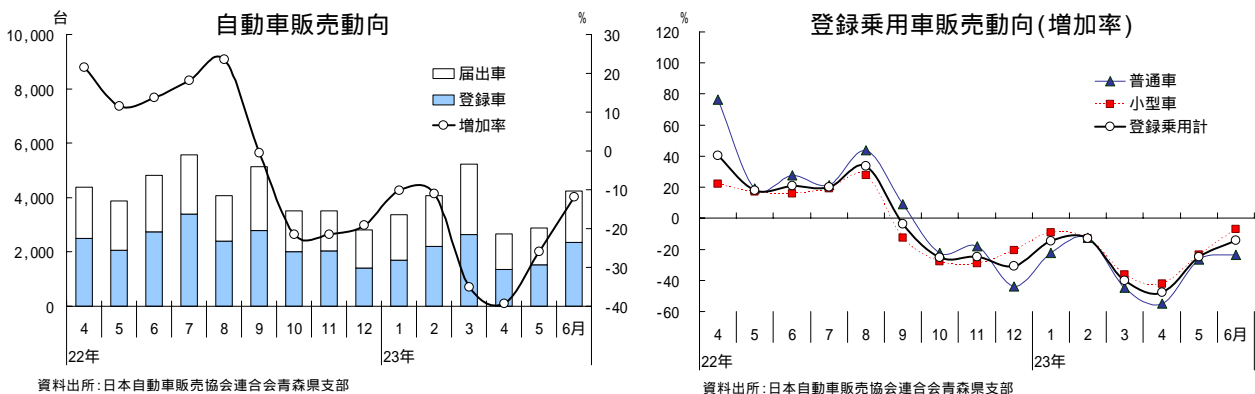 自動車販売動向
台
%
10,000
8,000
6,000
4,000
2,000
0
30
20
10
0
-10
-20
-30
-40
届出車
登録車
増加率
4 5 6 7 8 9 10 11 12 1 2 3 4 5 6月
22年 23年
資料出所:日本自動車販売協会連合会青森県支部
登録乗用車販売動向(増加率)
%
120
100
80
60
40
20
0
-20
-40
-60
普通車
小型車
登録乗用計
4 5 6 7 8 9 10 11 12 1 2 3 4 5 6月
22年 23年
資料出所:日本自動車販売協会連合会青森県支部